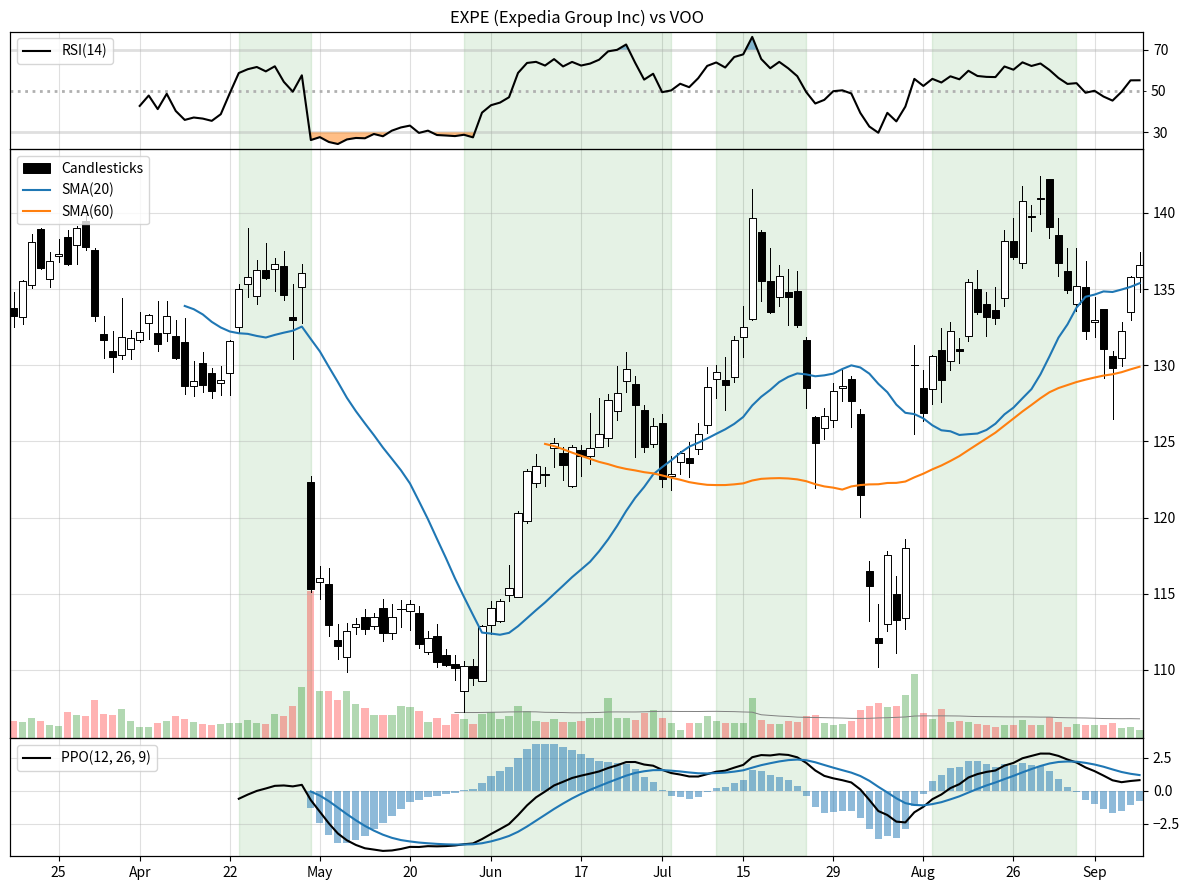 EXPE (Expedia Group Inc) vs VOO
RSI(14)
70
50
30
Candlesticks
SMA(20)
SMA(60)
140
135
130
125
120
115
110
PPO(12, 26, 9)
2.5
0.0
−2.5
25 Apr 22 May 20 Jun 17 Jul 15 29 Aug 26 Sep